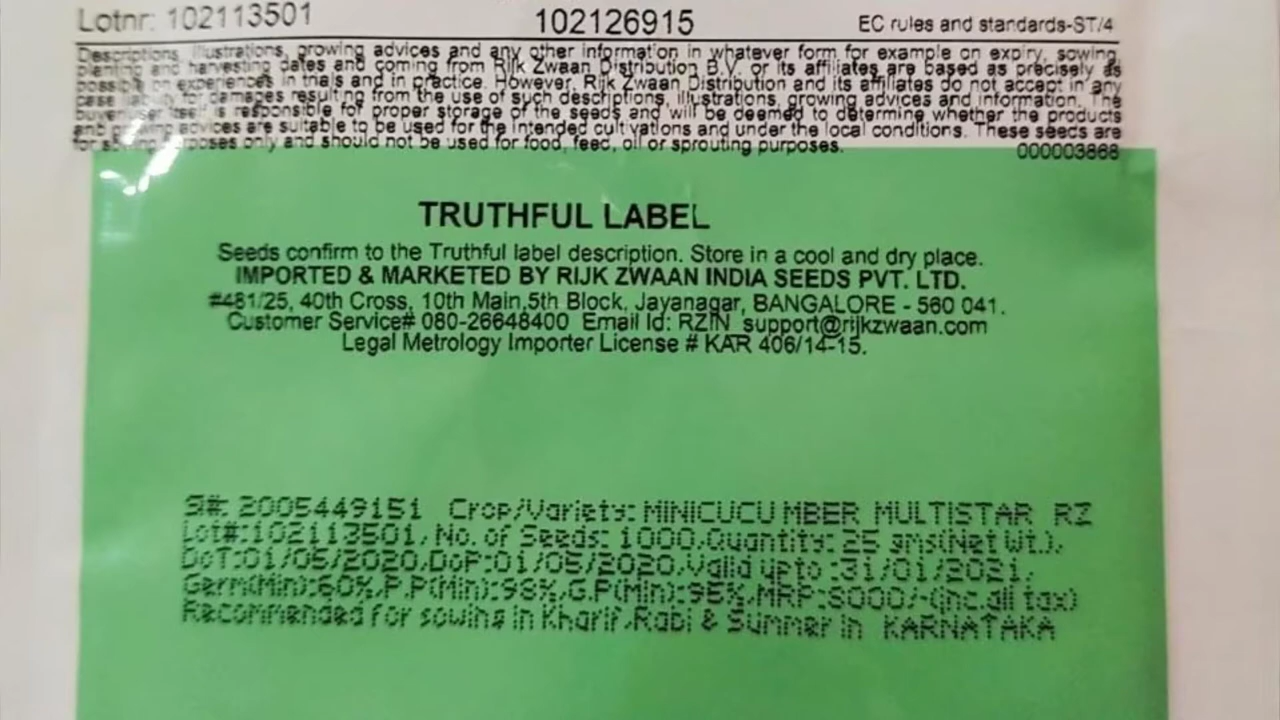 Lotnr: 102113501 102126915 EC rules and standards-ST/4
Descriptions, illustrations, growing advices and any other information in whatever form for example on expiry, sowing,
planting and harvesting dates and coming from Rijk Zwaan Distribution B.V. or its affiliates are based as precisely as
possible on experiences in trials and in practice. However, Rijk Zwaan Distribution and its affiliates do not accept in any
case liability for damages resulting from the use of such descriptions, illustrations, growing advices and information. The
buyer/user itself is responsible for proper storage of the seeds and will be deemed to determine whether the products
and growing advices are suitable to be used for the intended cultivations and under the local conditions. These seeds are
for sowing purposes only and should not be used for food, feed, oil or sprouting purposes. 000003868
TRUTHFUL LABEL
Seeds confirm to the Truthful label description. Store in a cool and dry place.
IMPORTED & MARKETED BY RIJK ZWAAN INDIA SEEDS PVT. LTD.
#481/25, 40th Cross, 10th Main,5th Block, Jayanagar, BANGALORE - 560 041.
Customer Service# 080-26648400 Email Id: RZIN_support@rijkzwaan.com
Legal Metrology Importer License # KAR 406/14-15.
Sl#: 2005449151 Crop/Variety: MINICUCU MBER MULTISTAR RZ
Lot#:102113501, No. of Seeds: 1000,Quantity: 25 gms(Net Wt.),
DoT:01/05/2020,DoP:01/05/2020,Valid upto :31/01/2021,
Germ(Min):60%,P.P(Min):98%,G.P(Min):95%,MRP:8000/-(inc.all tax)
Recommended for sowing in Kharif,Rabi & Summer in KARNATAKA